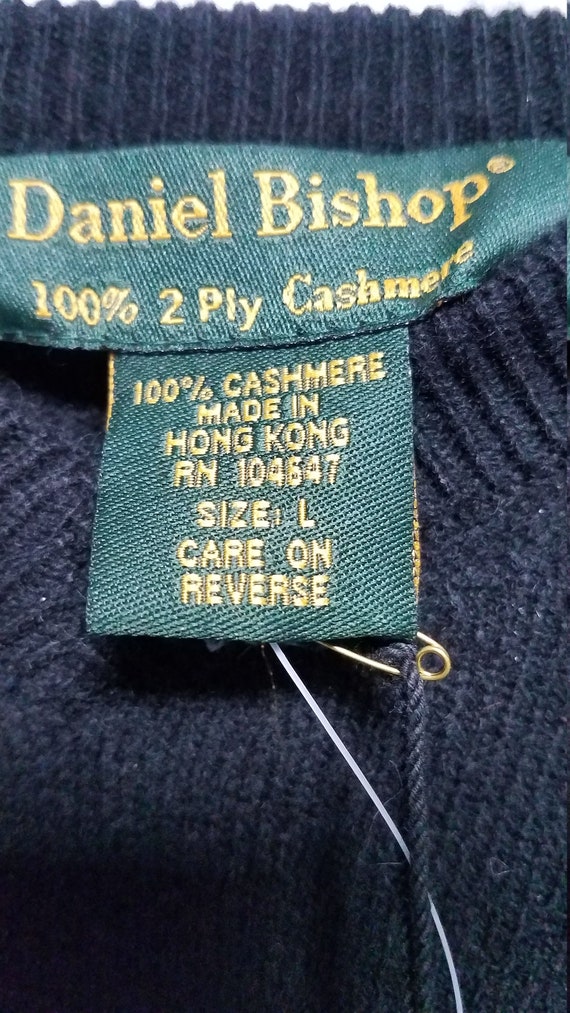 Daniel Bishop®
100% 2 Ply Cashmere
100% CASHMERE
MADE IN
HONG KONG
RN 104647
SIZE: L
CARE ON
REVERSE